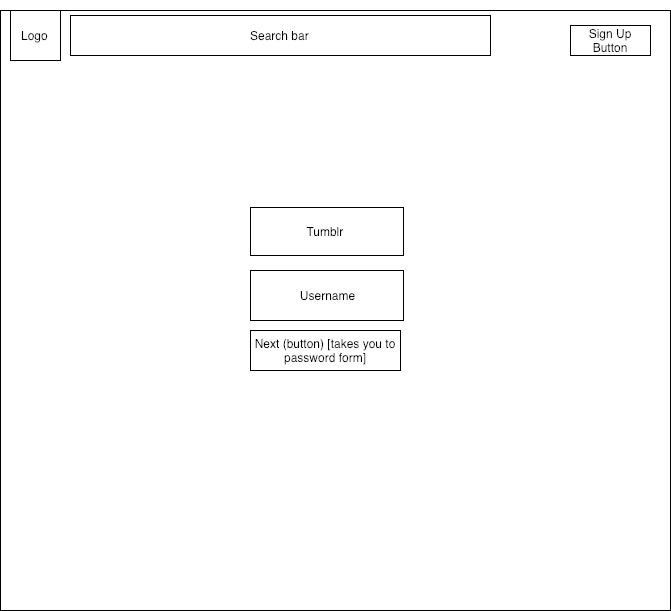 Logo
Search bar
Sign Up
Button
Tumblr
Username
Next (button) [takes you to
password form]